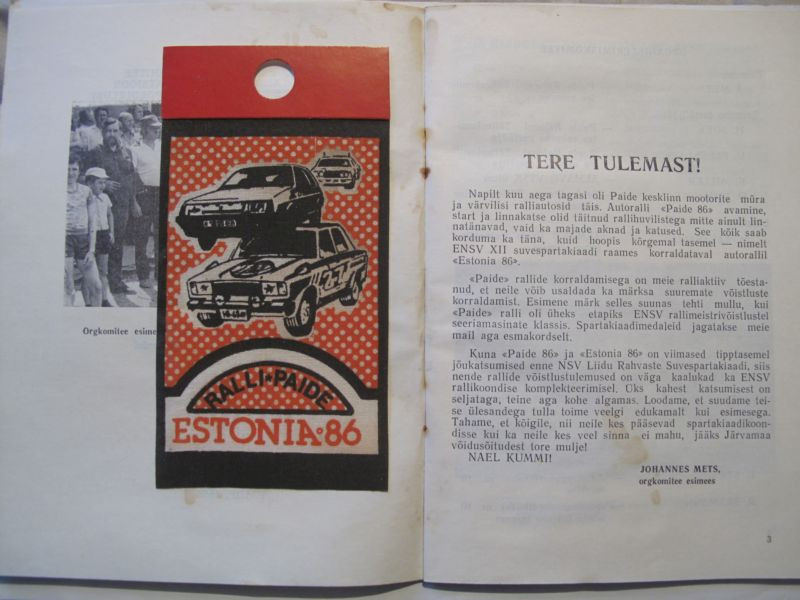 Orgkomitee esime
RALLI★PAIDE
ESTONIA·86
TERE TULEMAST!
Napilt kuu aega tagasi oli Paide kesklinn mootorite müra
ja värvilisi ralliautosid täis. Autoralli «Paide 86» avamine,
start ja linnakatse olid täitnud rallihuvilistega mitte ainult lin-
natänavad, vaid ka majade aknad ja katused. See kõik saab
korduma ka täna, kuid hoopis kõrgemal tasemel — nimelt
ENSV XII suvespartakiaadi raames korraldataval autorallil
«Estonia 86».
«Paide» rallide korraldamisega on meie ralliaktiiv tõesta-
nud, et neile võib usaldada ka märksa suuremate võistluste
korraldamist. Esimene märk selles suunas tehti mullu, kui
«Paide» ralli oli üheks etapiks ENSV rallimeistrivõistlustel
seeriamasinate klassis. Spartakiaadimedaleid jagatakse meie
mail aga esmakordselt.
Kuna «Paide 86» ja «Estonia 86» on viimased tipptasemel
jõukatsumised enne NSV Liidu Rahvaste Suvespartakiaadi, siis
nende rallide võistlustulemused on väga kaalukad ka ENSV
rallikoondise komplekteerimisel. Üks kahest katsumisest on
seljataga, teine aga kohe algamas. Loodame, et suudame tei-
se ülesandega tulla toime veelgi edukamalt kui esimesega.
Tahame, et kõigile, nii neile kes pääsevad spartakiaadikoon-
disse kui ka neile kes veel sinna ei mahu, jääks Järvamaa
võidusõitudest tore mulje!
NAEL KUMMI!
JOHANNES METS,
orgkomitee esimees
3